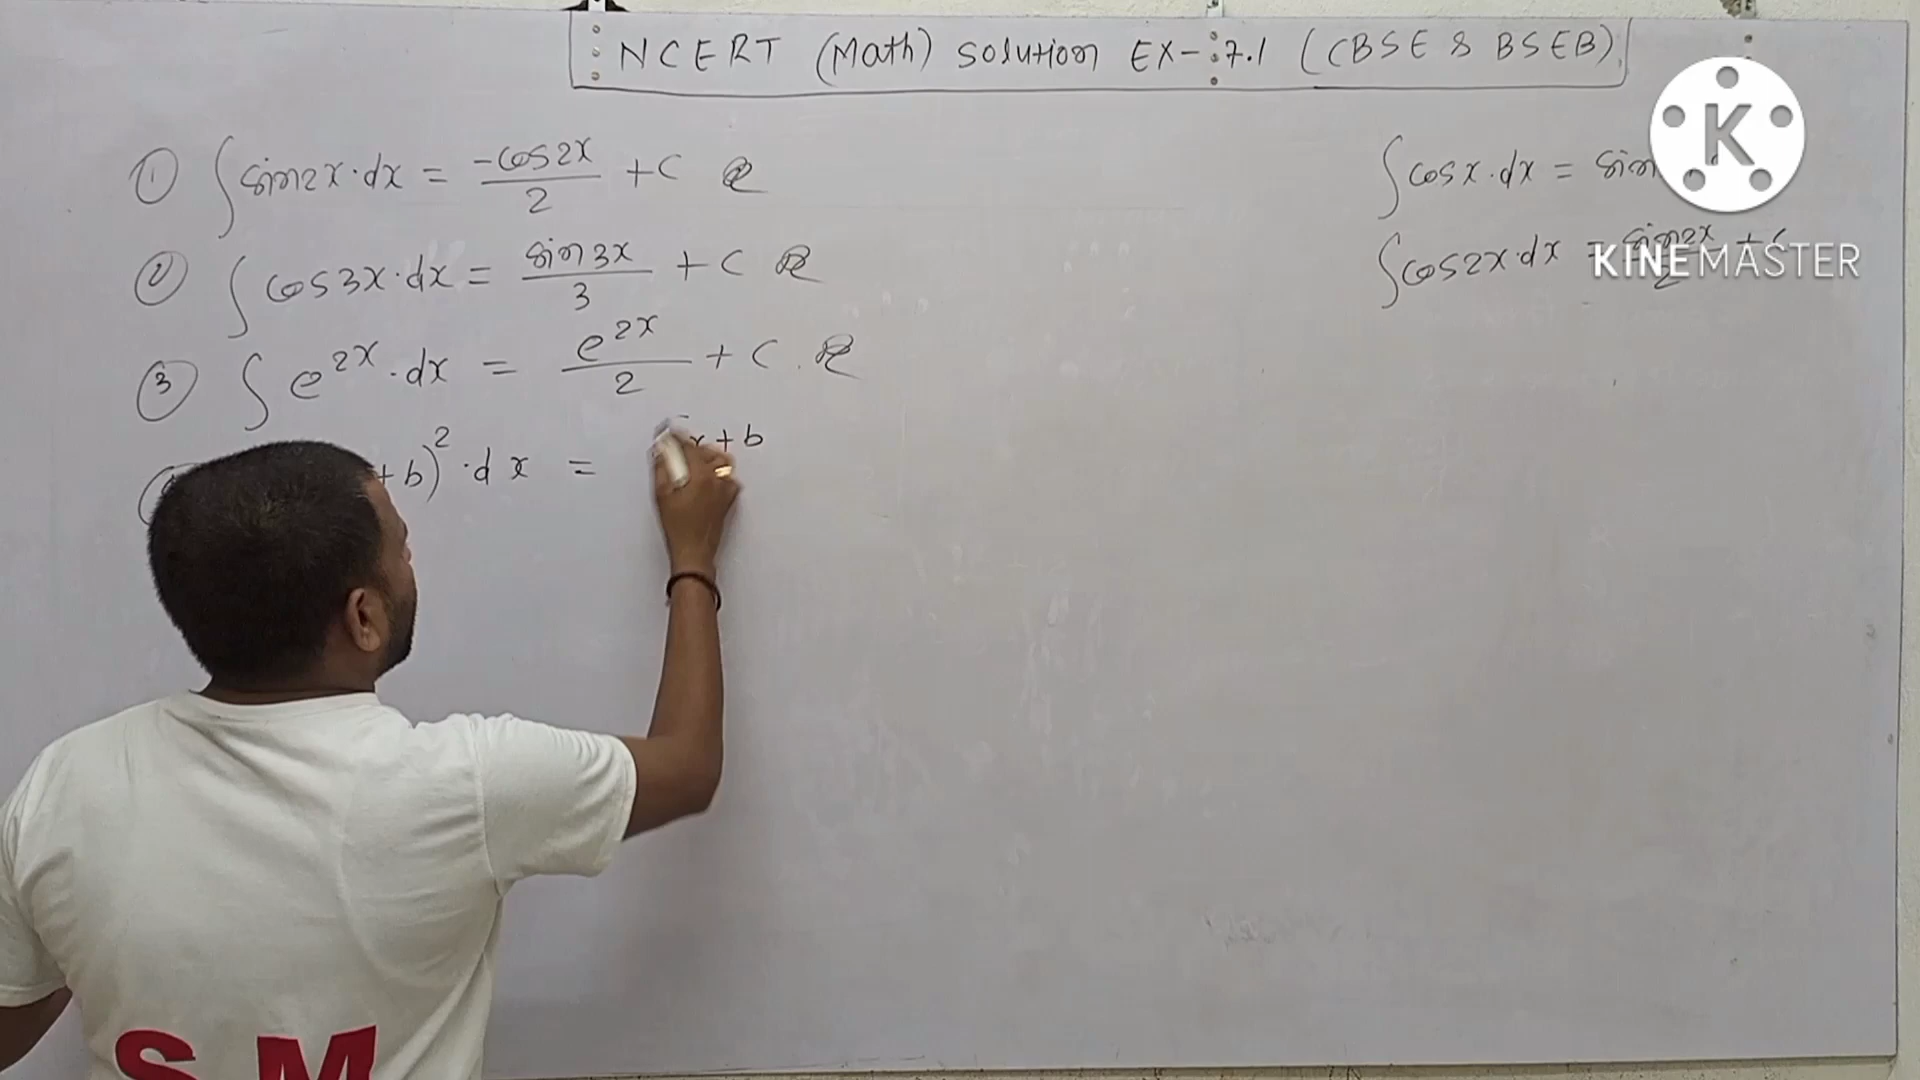 NCERT (Math) Solution EX-7.1 (CBSE & BSEB)
① ∫ sin2x·dx = -cos2x/2 + C
② ∫ cos3x·dx = sin3x/3 + C
③ ∫ e^2x·dx = e^2x/2 + C.
+ b)^2·dx = x + b
∫ cosx·dx = sin
∫ cos2x·dx = sin2x/2 + C
K
KINEMASTER
S.M